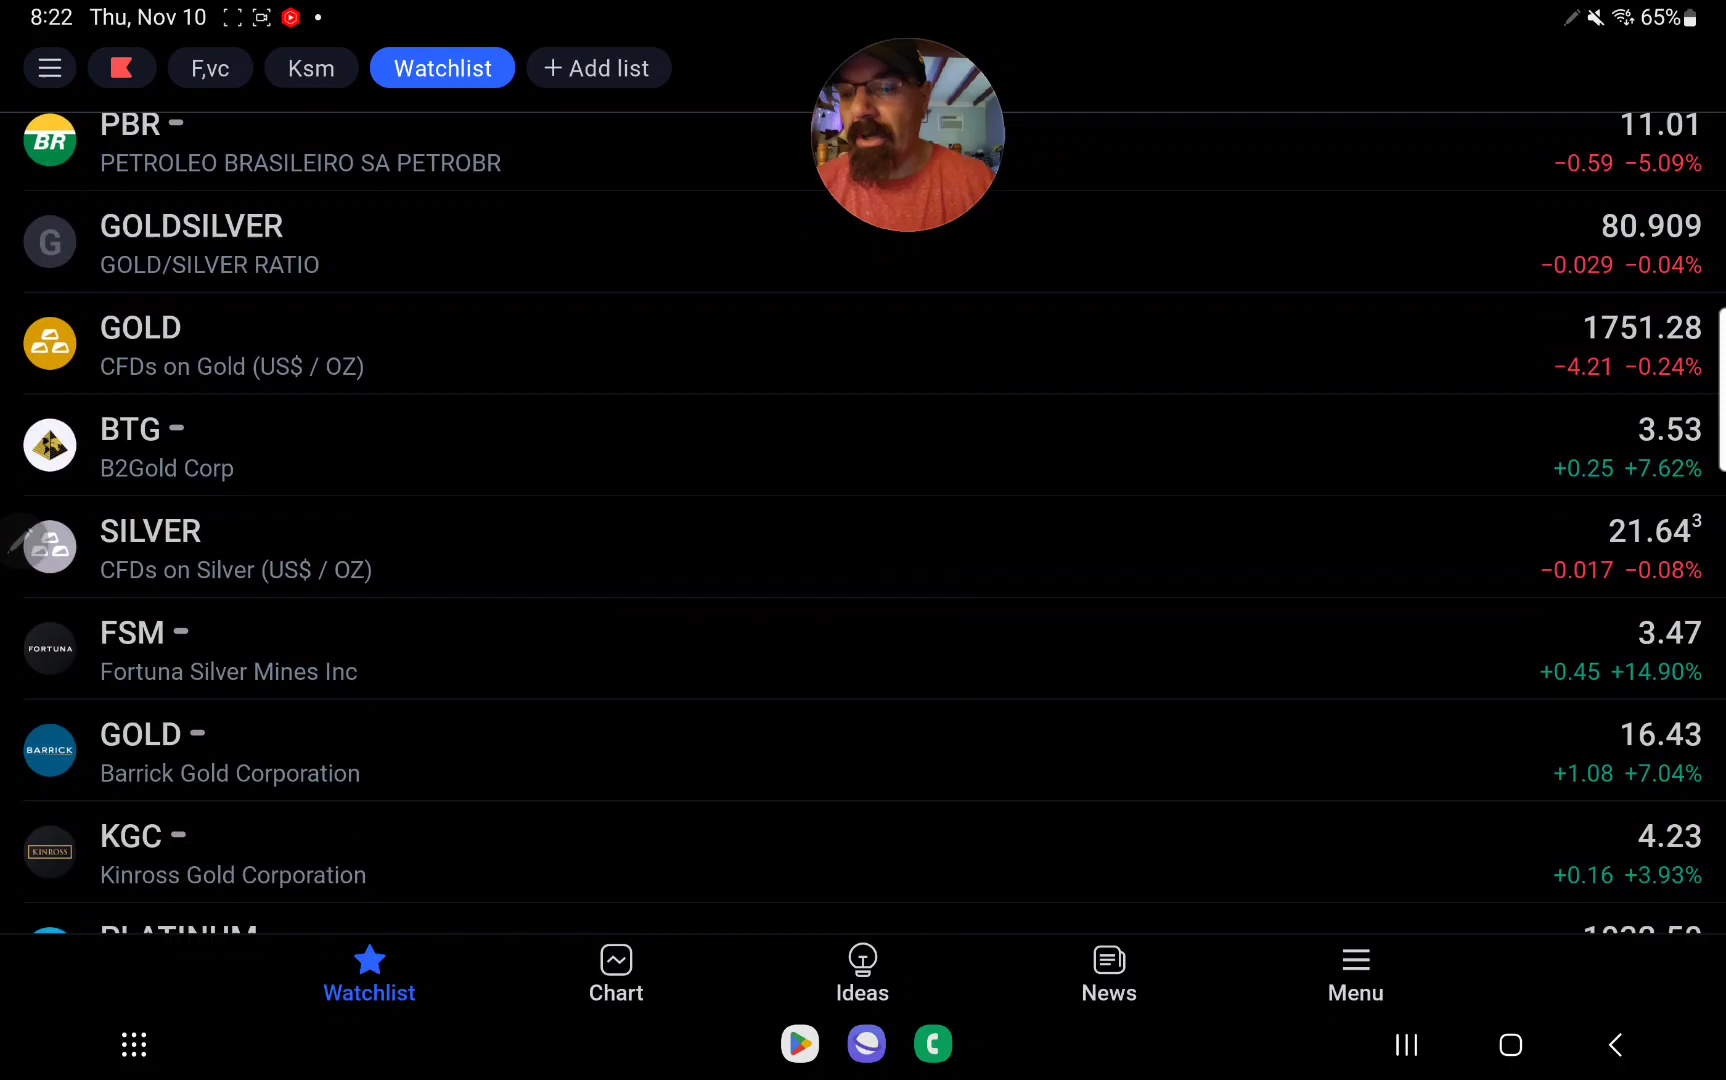 8:22 Thu, Nov 10 65%
F,vc Ksm Watchlist + Add list
BR PBR 11.01
PETROLEO BRASILEIRO SA PETROBR −0.59 −5.09%
G GOLDSILVER 80.909
GOLD/SILVER RATIO −0.029 −0.04%
GOLD 1751.28
CFDs on Gold (US$ / OZ) −4.21 −0.24%
BTG 3.53
B2Gold Corp +0.25 +7.62%
SILVER 21.64³
CFDs on Silver (US$ / OZ) −0.017 −0.08%
FORTUNA FSM 3.47
Fortuna Silver Mines Inc +0.45 +14.90%
BARRICK GOLD 16.43
Barrick Gold Corporation +1.08 +7.04%
KINROSS KGC 4.23
Kinross Gold Corporation +0.16 +3.93%
PLATINUM
Watchlist Chart Ideas News Menu